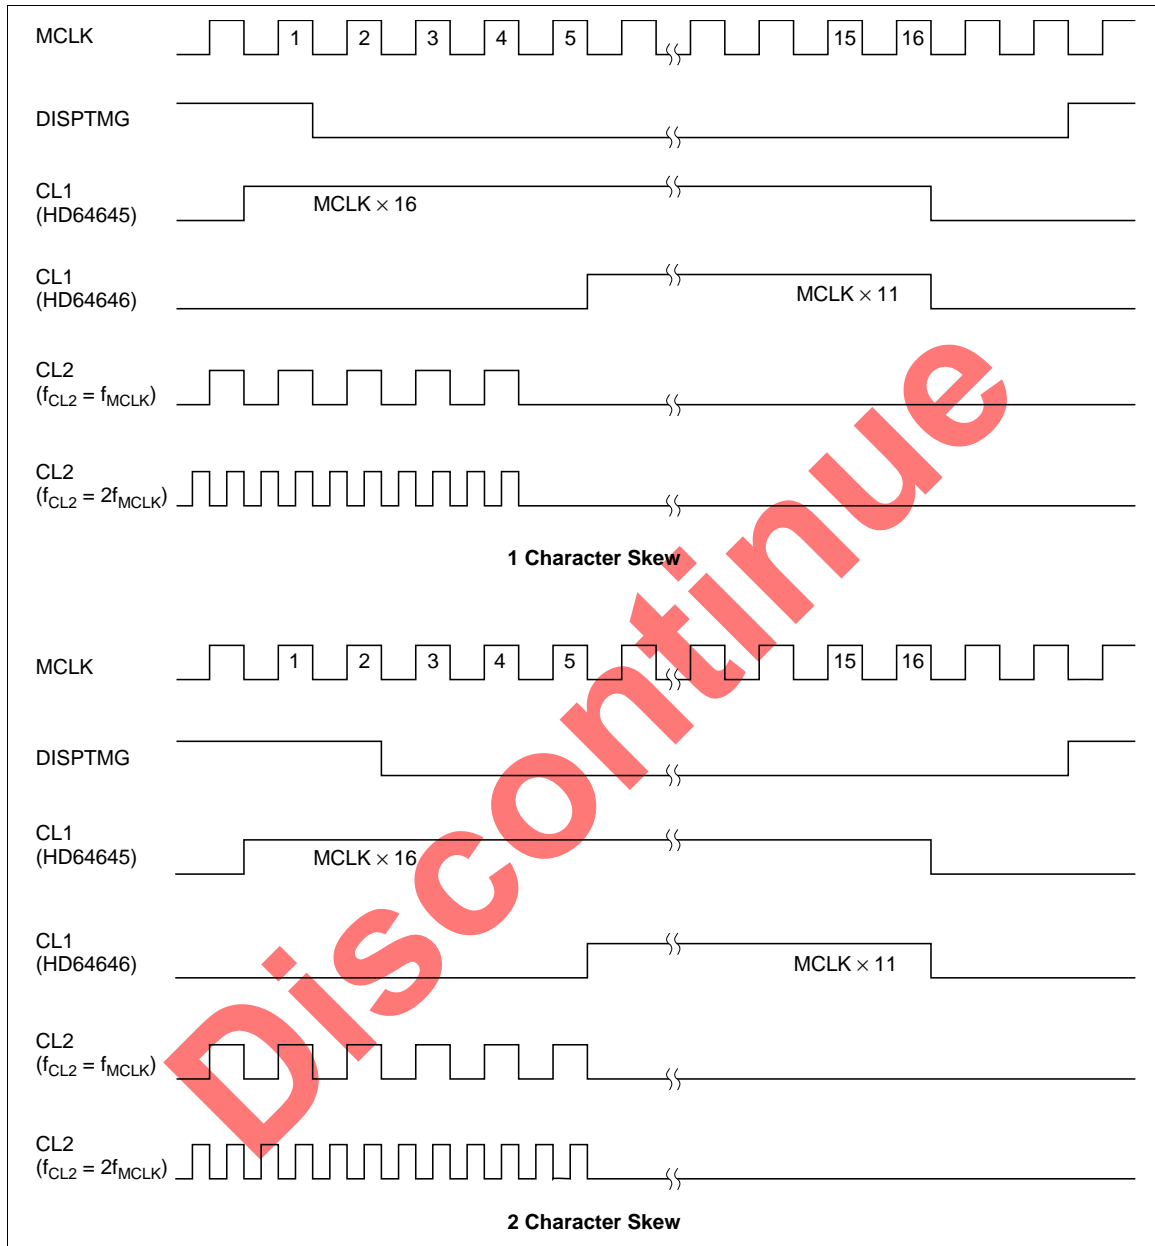 MCLK 1 2 3 4 5 15 16
DISPTMG
CL1
(HD64645)
MCLK × 16
CL1
(HD64646)
MCLK × 11
CL2
(fCL2 = fMCLK)
CL2
(fCL2 = 2fMCLK)
1 Character Skew
MCLK 1 2 3 4 5 15 16
DISPTMG
CL1
(HD64645)
MCLK × 16
CL1
(HD64646)
MCLK × 11
CL2
(fCL2 = fMCLK)
CL2
(fCL2 = 2fMCLK)
2 Character Skew
Discontinue